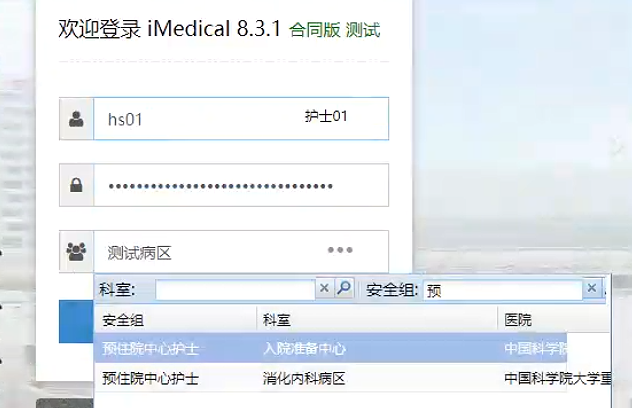 欢迎登录 iMedical 8.3.1 合同版 测试
hs01 护士01
••••••••••••••••••••••••••••••••
测试病区 •••
科室: 安全组: 预
安全组 科室 医院
预住院中心护士 入院准备中心 中国科学院
预住院中心护士 消化内科病区 中国科学院大学重